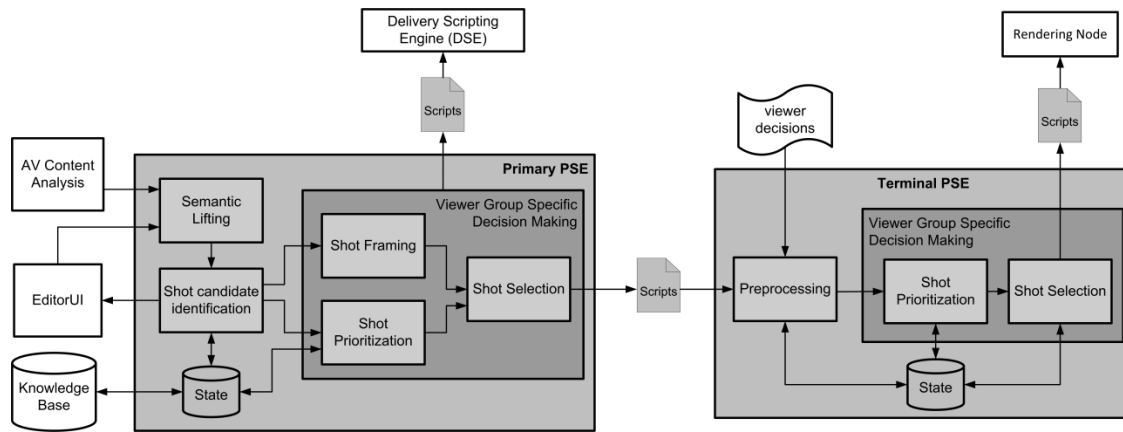 Delivery Scripting
Engine (DSE)
Rendering Node
Scripts
viewer
decisions
Scripts
AV Content
Analysis
Primary PSE
Semantic
Lifting
Viewer Group Specific
Decision Making
Shot Framing
EditorUI
Shot candidate
identification
Shot Selection
Shot
Prioritization
Knowledge
Base
State
Scripts
Terminal PSE
Viewer Group Specific
Decision Making
Preprocessing
Shot
Prioritization
Shot Selection
State